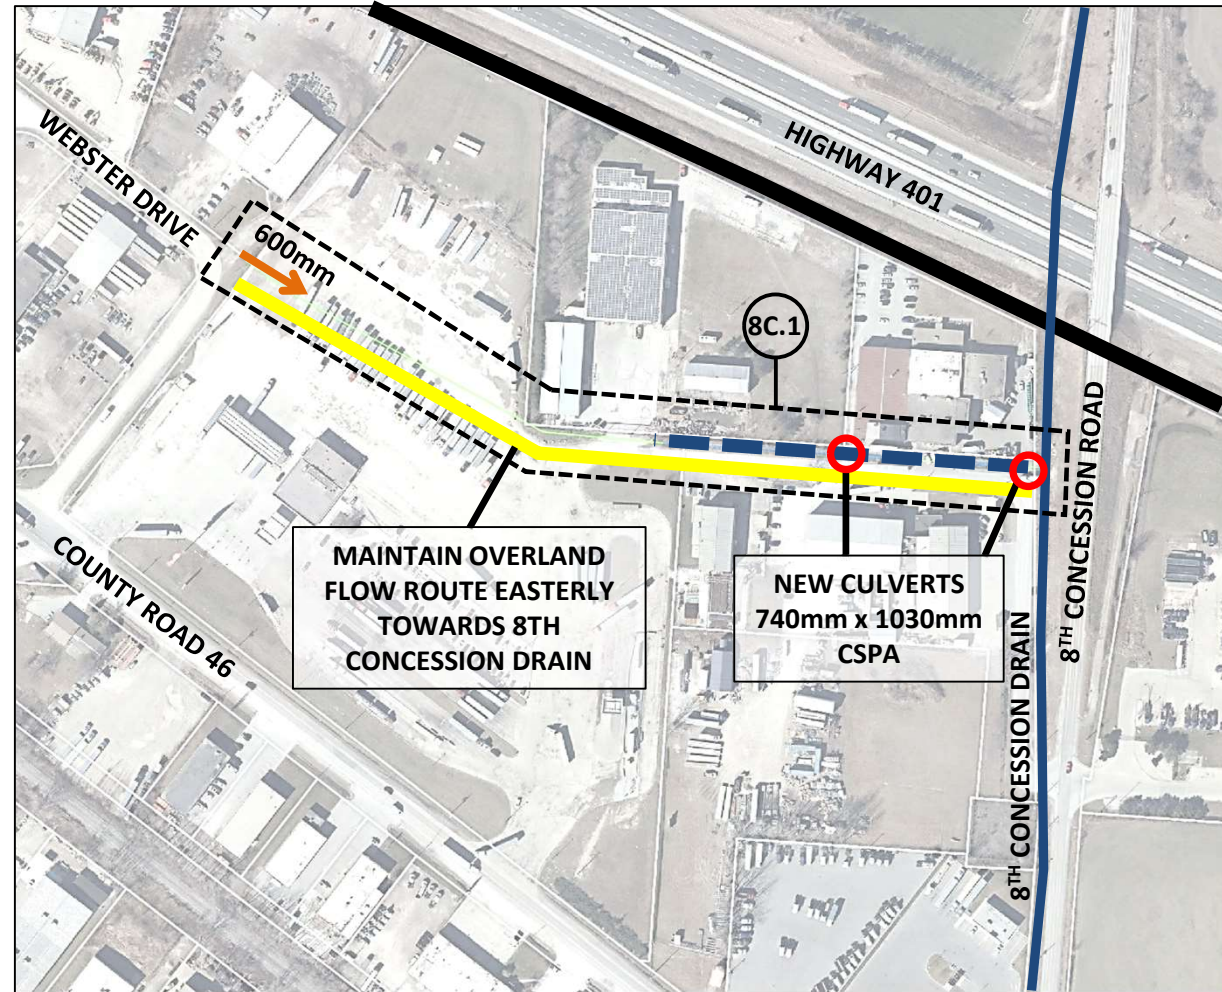 WEBSTER DRIVE
600mm
HIGHWAY 401
8C.1
8TH CONCESSION ROAD
MAINTAIN OVERLAND
FLOW ROUTE EASTERLY
TOWARDS 8TH
CONCESSION DRAIN
NEW CULVERTS
740mm x 1030mm
CSPA
COUNTY ROAD 46
8TH CONCESSION DRAIN